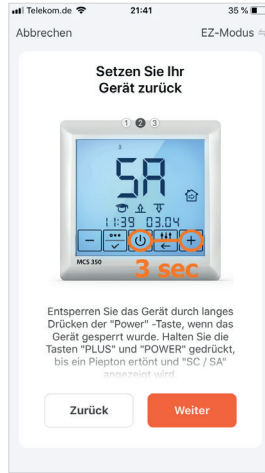 Telekom.de 21:41 35 %
Abbrechen EZ-Modus
Setzen Sie Ihr
Gerät zurück
1 2 3
3
SA
11:39 03.04
MCS 350
3 sec
Entsperren Sie das Gerät durch langes
Drücken der "Power" -Taste, wenn das
Gerät gesperrt wurde. Halten Sie die
Tasten "PLUS" und "POWER" gedrückt,
bis ein Piepton ertönt und "SC / SA"
angezeigt wird.
Zurück Weiter